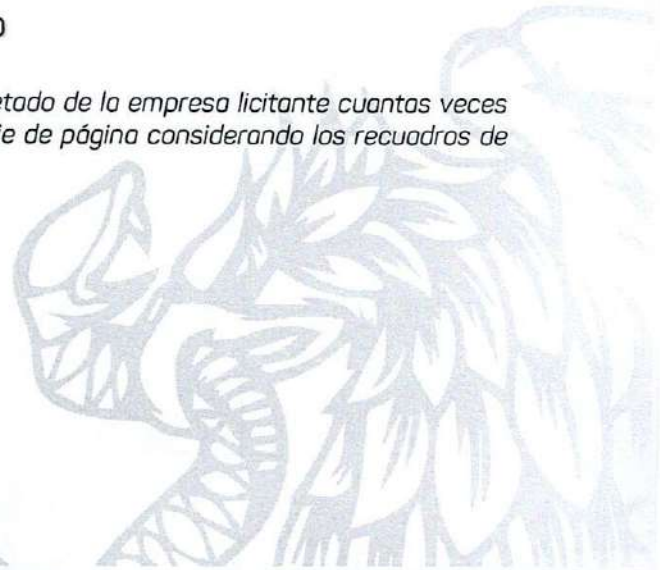 O
etado de la empresa licitante cuantas veces
ie de página considerando los recuadros de